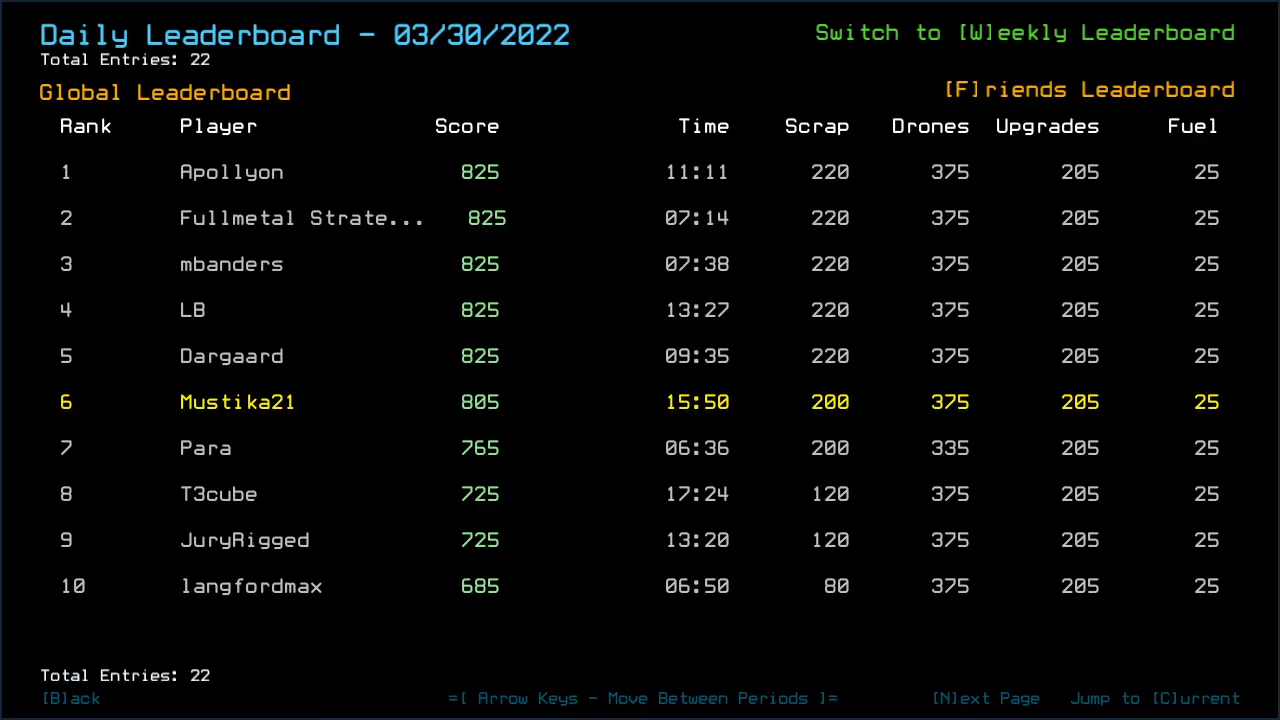 Daily Leaderboard - 03/30/2022 Switch to [W]eekly Leaderboard
Total Entries: 22
Global Leaderboard [F]riends Leaderboard
Rank Player Score Time Scrap Drones Upgrades Fuel
1 Apollyon 825 11:11 220 375 205 25
2 Fullmetal Strate... 825 07:14 220 375 205 25
3 mbanders 825 07:38 220 375 205 25
4 LB 825 13:27 220 375 205 25
5 Dargaard 825 09:35 220 375 205 25
6 Mustika21 805 15:50 200 375 205 25
7 Para 765 06:36 200 335 205 25
8 T3cube 725 17:24 120 375 205 25
9 JuryRigged 725 13:20 120 375 205 25
10 langfordmax 685 06:50 80 375 205 25
Total Entries: 22
[B]ack =[ Arrow Keys - Move Between Periods ]= [N]ext Page Jump to [C]urrent